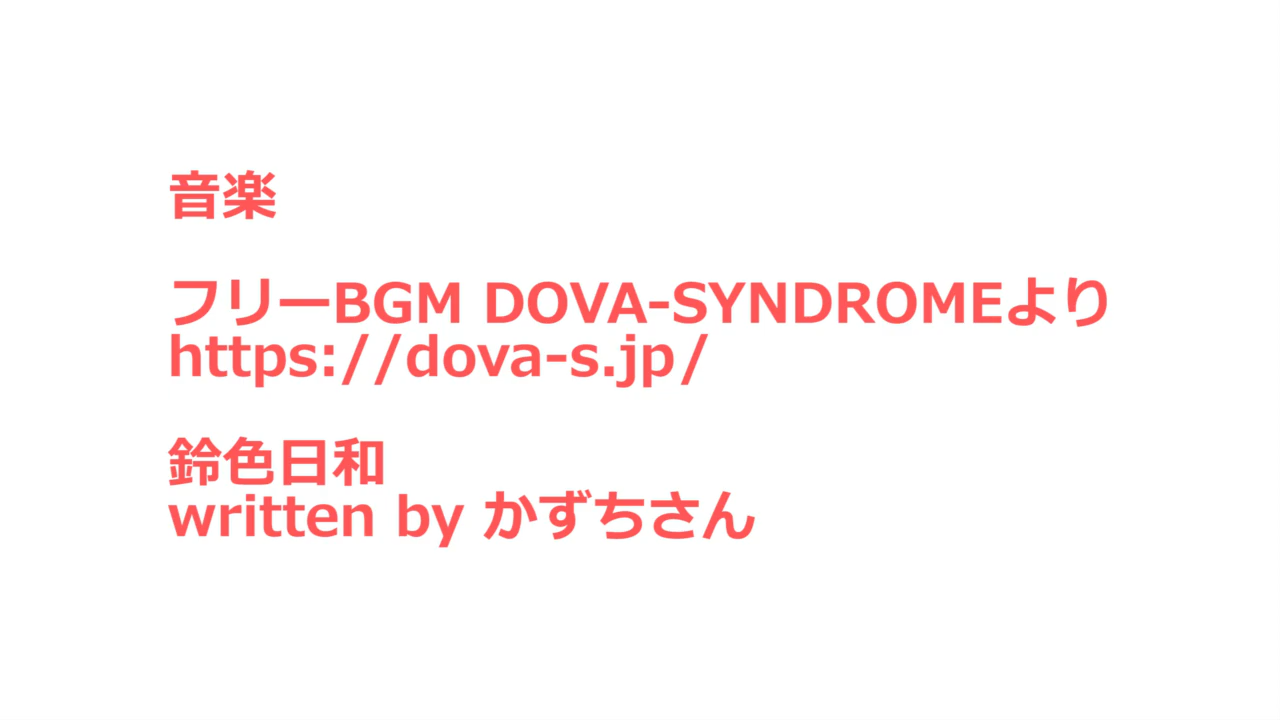 音楽
フリーBGM DOVA-SYNDROMEより
https://dova-s.jp/
鈴色日和
written by かずちさん